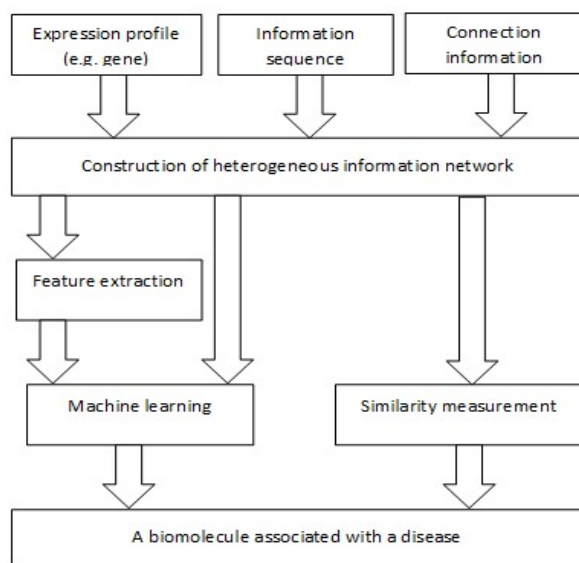 Expression profile
(e.g. gene)
Information
sequence
Connection
information
Construction of heterogeneous information network
Feature extraction
Machine learning
Similarity measurement
A biomolecule associated with a disease